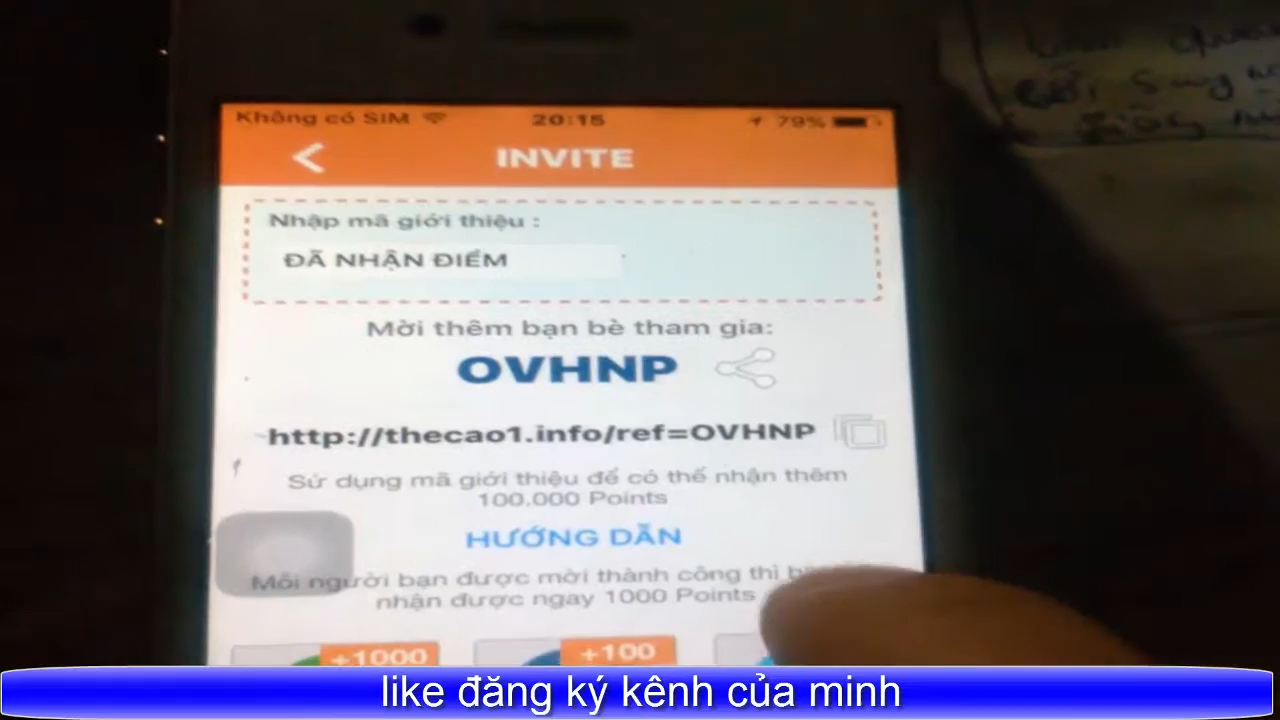 Không có SIM 20:15 79%
INVITE
Nhập mã giới thiệu :
ĐÃ NHẬN ĐIỂM
Mời thêm bạn bè tham gia:
OVHNP
http://thecao1.info/ref=OVHNP
Sử dụng mã giới thiệu để có thể nhận thêm
100.000 Points
HƯỚNG DẪN
Mỗi người bạn được mời thành công thì
nhận được ngay 1000 Points
+1000 +100
like đăng ký kênh của minh